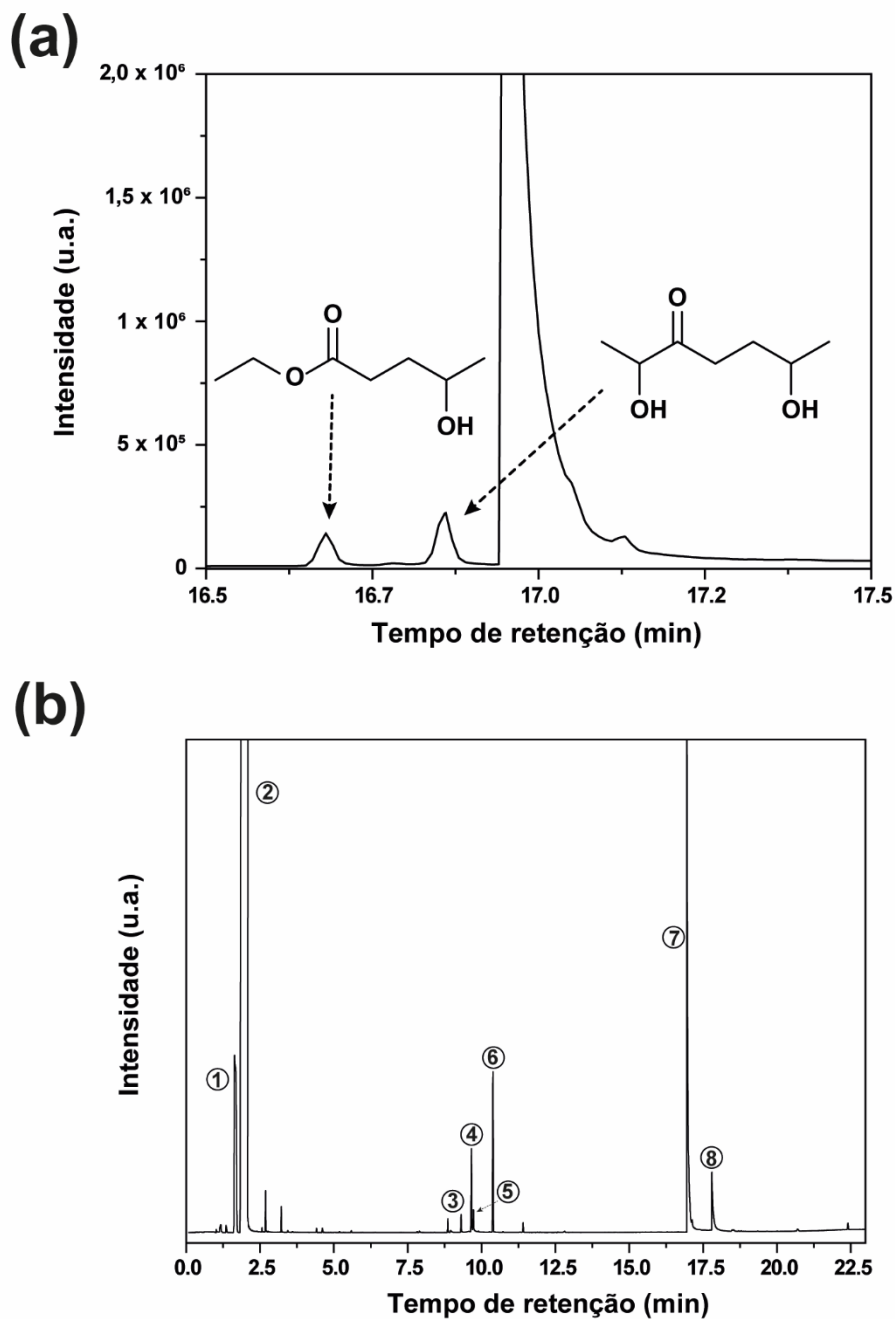 (a)
2,0 x 10⁶
1,5 x 10⁶
1 x 10⁶
5 x 10⁵
0
Intensidade (u.a.)
O
O
OH
O
OH
OH
16.5
16.7
17.0
17.2
17.5
Tempo de retenção (min)
(b)
Intensidade (u.a.)
①
②
③
④
⑤
⑥
⑦
⑧
0.0
2.5
5.0
7.5
10.0
12.5
15.0
17.5
20.0
22.5
Tempo de retenção (min)